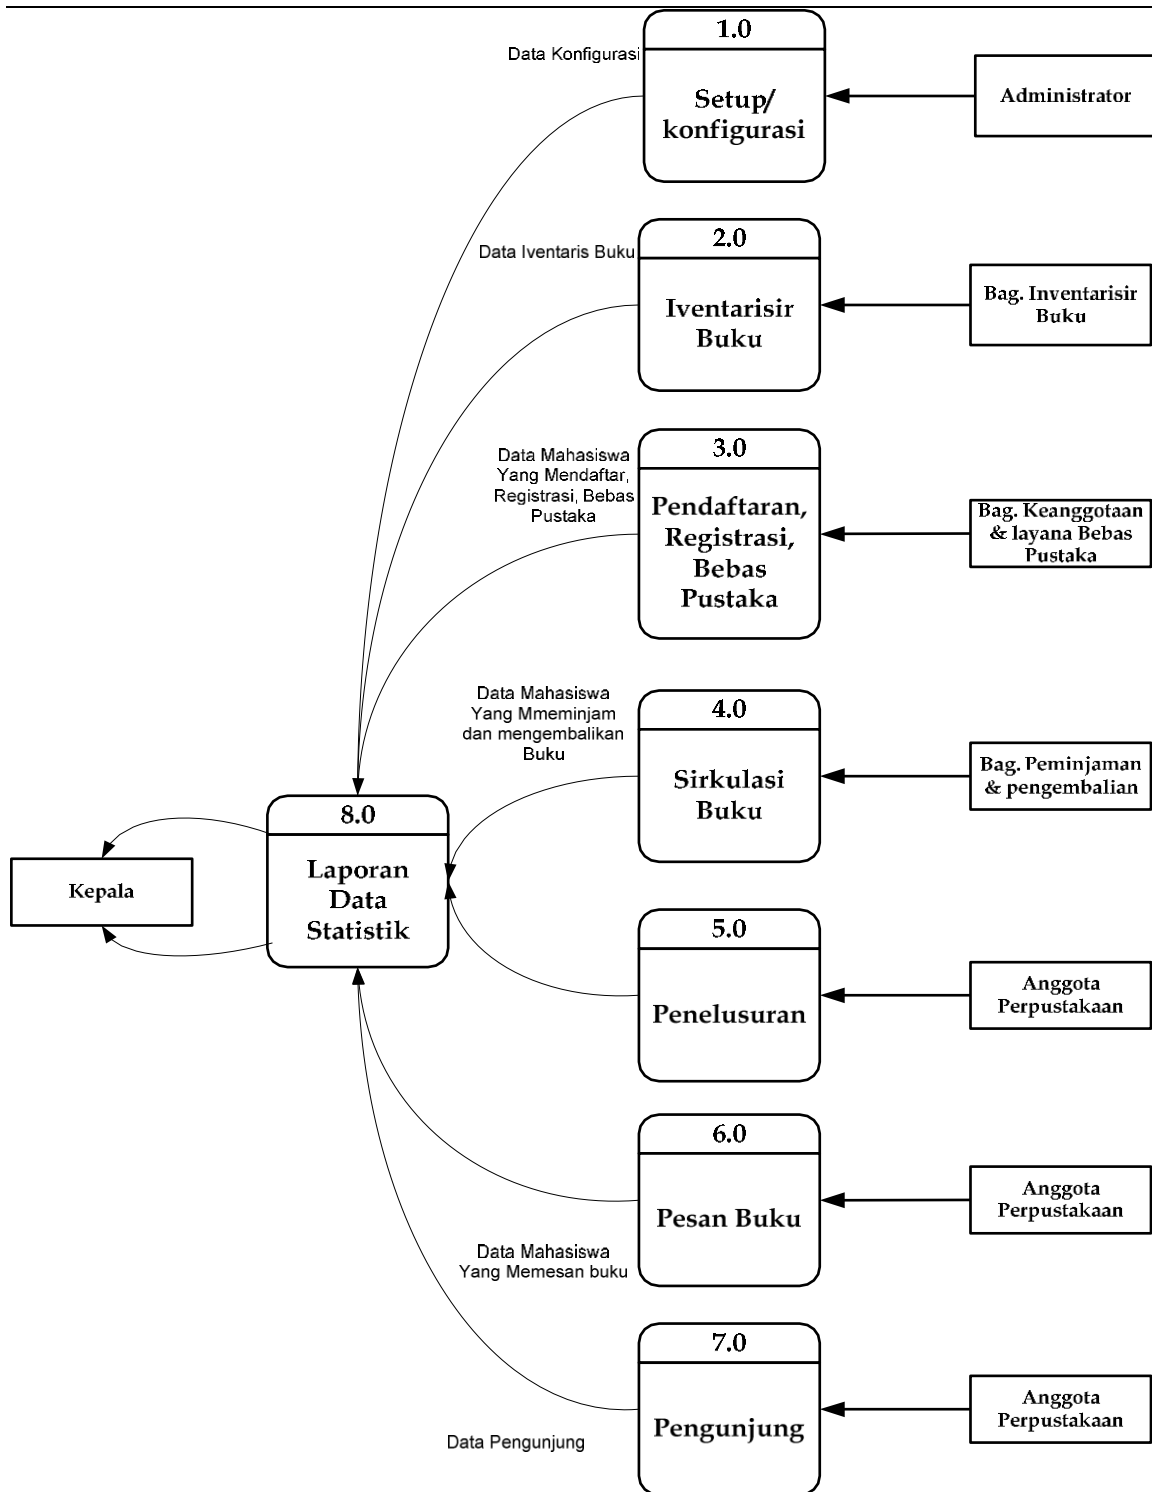 1.0
Data Konfigurasi
Setup/
konfigurasi
Administrator
2.0
Data Iventaris Buku
Iventarisir
Buku
Bag. Inventarisir
Buku
3.0
Data Mahasiswa
Yang Mendaftar,
Registrasi, Bebas
Pustaka
Pendaftaran,
Registrasi,
Bebas
Pustaka
Bag. Keanggotaan
& layana Bebas
Pustaka
4.0
Data Mahasiswa
Yang Mmeminjam
dan mengembalikan
Buku
Sirkulasi
Buku
Bag. Peminjaman
& pengembalian
8.0
Laporan
Data
Statistik
Kepala
5.0
Penelusuran
Anggota
Perpustakaan
6.0
Pesan Buku
Anggota
Perpustakaan
Data Mahasiswa
Yang Memesan buku
7.0
Pengunjung
Anggota
Perpustakaan
Data Pengunjung